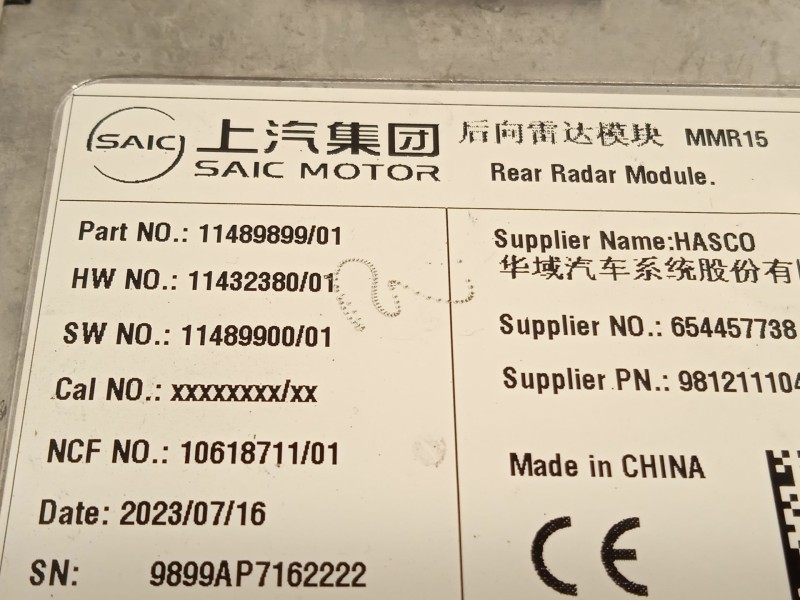 SAIC 上汽集团 后向雷达模块 MMR15
SAIC MOTOR Rear Radar Module.
Part NO.: 11489899/01
HW NO.: 11432380/01
SW NO.: 11489900/01
Cal NO.: xxxxxxxx/xx
NCF NO.: 10618711/01
Date: 2023/07/16
SN: 9899AP7162222
Supplier Name:HASCO
华域汽车系统股份有
Supplier NO.: 654457738
Supplier PN.: 981211104
Made in CHINA
CE